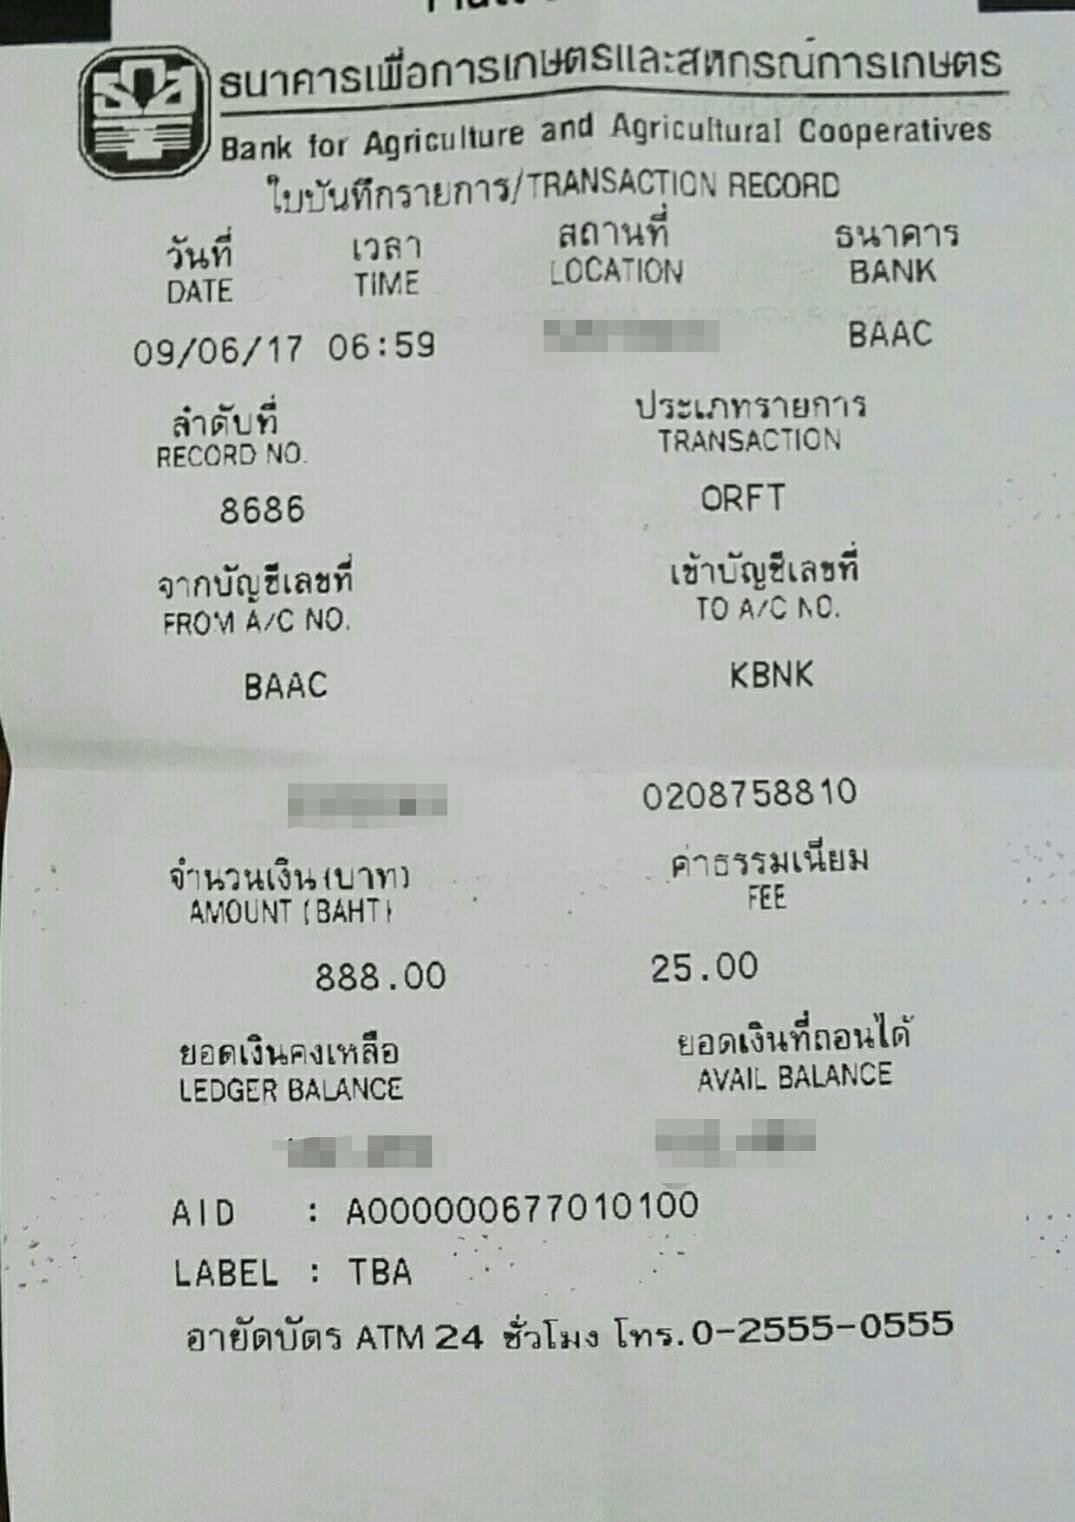 ธนาคารเพื่อการเกษตรและสหกรณ์การเกษตร
Bank for Agriculture and Agricultural Cooperatives
ใบบันทึกรายการ/TRANSACTION RECORD
วันที่ เวลา สถานที่ ธนาคาร
DATE TIME LOCATION BANK
09/06/17 06:59 BAAC
ลำดับที่ ประเภทรายการ
RECORD NO. TRANSACTION
8686 ORFT
จากบัญชีเลขที่ เข้าบัญชีเลขที่
FROM A/C NO. TO A/C NO.
BAAC KBNK
0208758810
จำนวนเงิน(บาท) ค่าธรรมเนียม
AMOUNT (BAHT) FEE
888.00 25.00
ยอดเงินคงเหลือ ยอดเงินที่ถอนได้
LEDGER BALANCE AVAIL BALANCE
AID : A000000677010100
LABEL : TBA
อายัดบัตร ATM 24 ชั่วโมง โทร.0-2555-0555